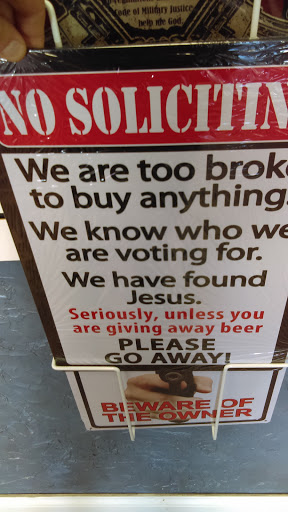 Code of Military Justice.
help me God.
NO SOLICITIN
We are too brok
to buy anything.
We know who we
are voting for.
We have found
Jesus.
Seriously, unless you
are giving away beer
PLEASE
GO AWAY!
BEWARE OF
THE OWNER